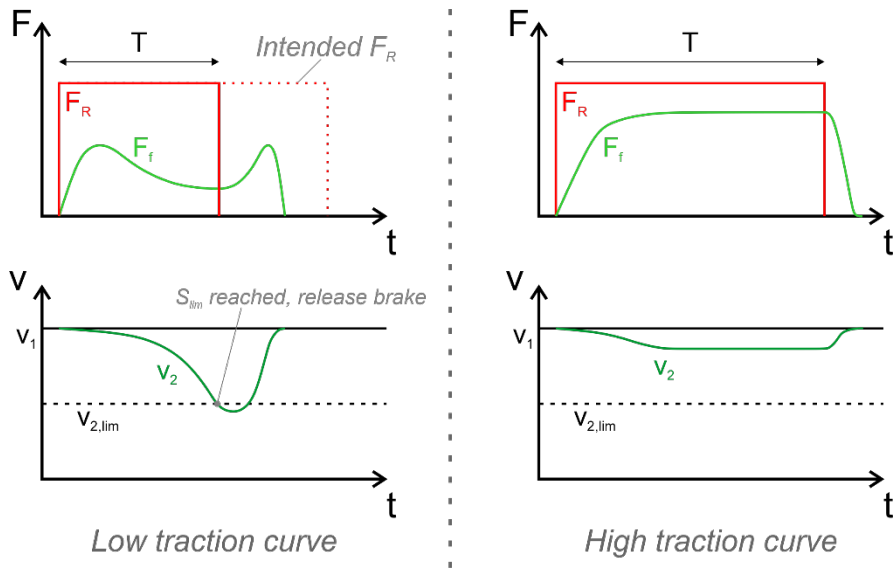 F
T
Intended F_R
F_R
F_f
t
v
S_lim reached, release brake
v_1
v_2
v_2,lim
t
Low traction curve
F
T
F_R
F_f
t
v
v_1
v_2
v_2,lim
t
High traction curve